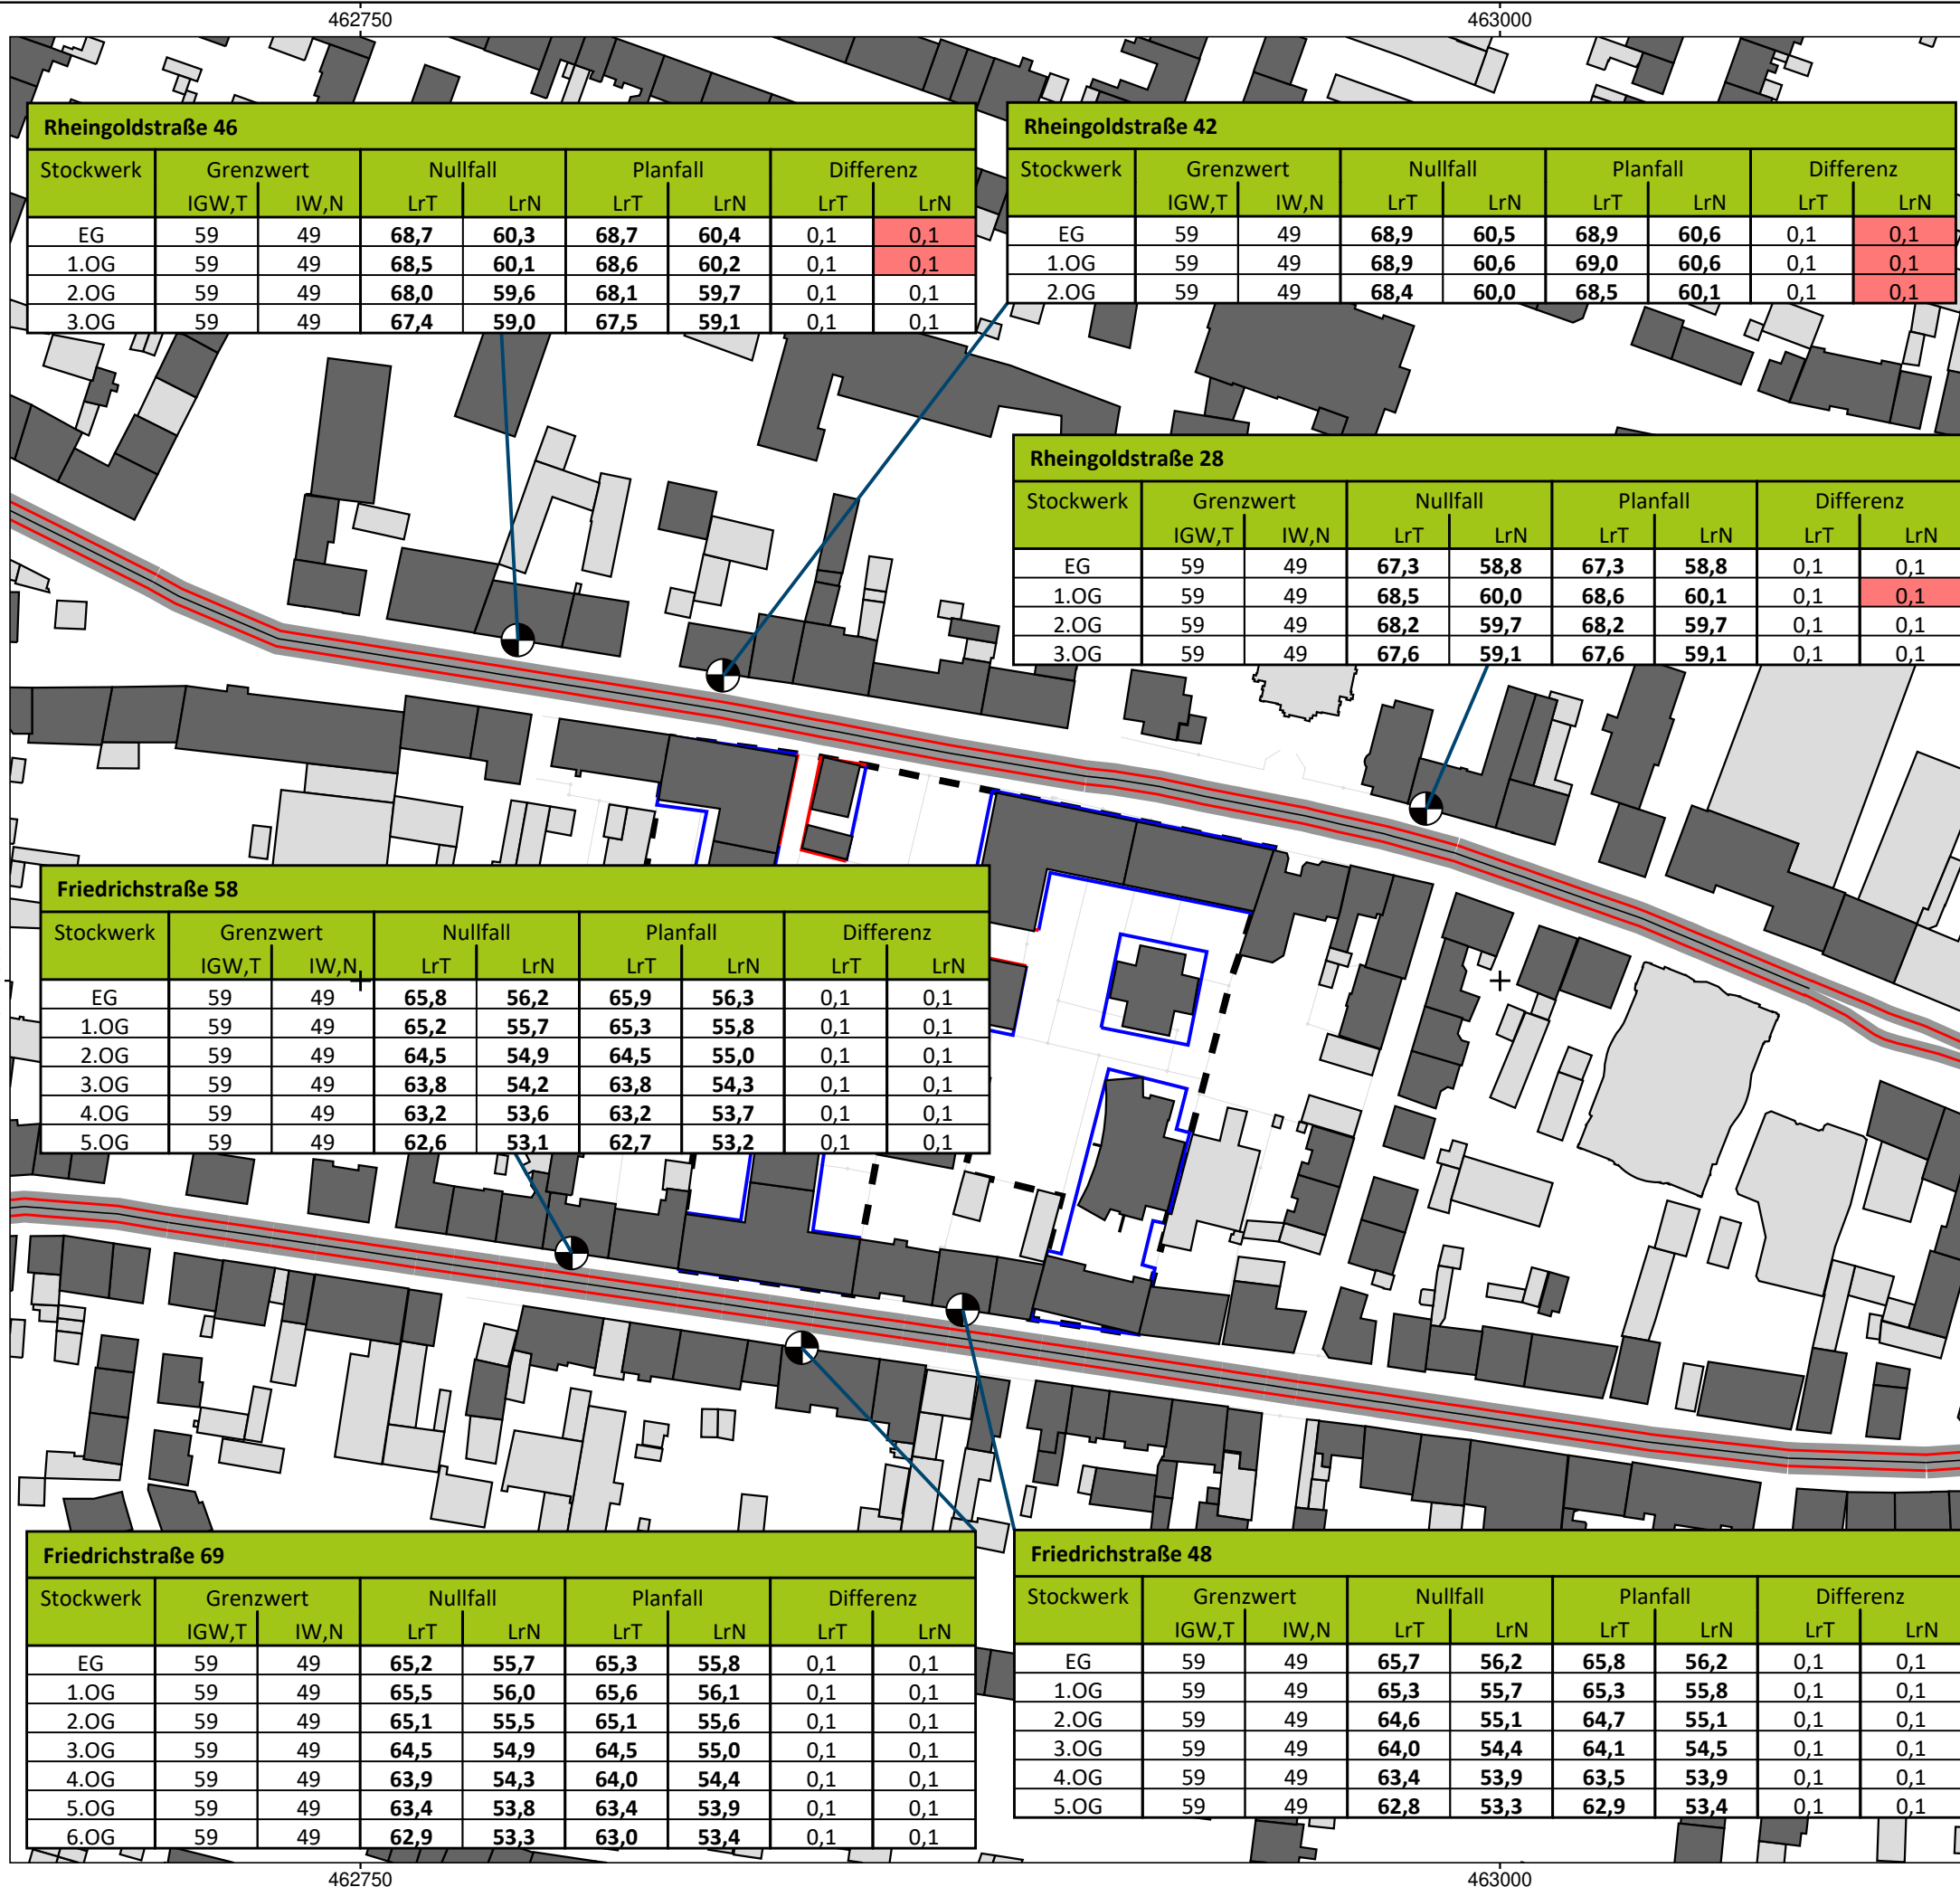 462750 463000
Rheingoldstraße 46
Stockwerk Grenzwert Nullfall Planfall Differenz
IGW,T IW,N LrT LrN LrT LrN LrT LrN
EG 59 49 68,7 60,3 68,7 60,4 0,1 0,1
1.OG 59 49 68,5 60,1 68,6 60,2 0,1 0,1
2.OG 59 49 68,0 59,6 68,1 59,7 0,1 0,1
3.OG 59 49 67,4 59,0 67,5 59,1 0,1 0,1
Rheingoldstraße 42
Stockwerk Grenzwert Nullfall Planfall Differenz
IGW,T IW,N LrT LrN LrT LrN LrT LrN
EG 59 49 68,9 60,5 68,9 60,6 0,1 0,1
1.OG 59 49 68,9 60,6 69,0 60,6 0,1 0,1
2.OG 59 49 68,4 60,0 68,5 60,1 0,1 0,1
Rheingoldstraße 28
Stockwerk Grenzwert Nullfall Planfall Differenz
IGW,T IW,N LrT LrN LrT LrN LrT LrN
EG 59 49 67,3 58,8 67,3 58,8 0,1 0,1
1.OG 59 49 68,5 60,0 68,6 60,1 0,1 0,1
2.OG 59 49 68,2 59,7 68,2 59,7 0,1 0,1
3.OG 59 49 67,6 59,1 67,6 59,1 0,1 0,1
Friedrichstraße 58
Stockwerk Grenzwert Nullfall Planfall Differenz
IGW,T IW,N LrT LrN LrT LrN LrT LrN
EG 59 49 65,8 56,2 65,9 56,3 0,1 0,1
1.OG 59 49 65,2 55,7 65,3 55,8 0,1 0,1
2.OG 59 49 64,5 54,9 64,5 55,0 0,1 0,1
3.OG 59 49 63,8 54,2 63,8 54,3 0,1 0,1
4.OG 59 49 63,2 53,6 63,2 53,7 0,1 0,1
5.OG 59 49 62,6 53,1 62,7 53,2 0,1 0,1
Friedrichstraße 69
Stockwerk Grenzwert Nullfall Planfall Differenz
IGW,T IW,N LrT LrN LrT LrN LrT LrN
EG 59 49 65,2 55,7 65,3 55,8 0,1 0,1
1.OG 59 49 65,5 56,0 65,6 56,1 0,1 0,1
2.OG 59 49 65,1 55,5 65,1 55,6 0,1 0,1
3.OG 59 49 64,5 54,9 64,5 55,0 0,1 0,1
4.OG 59 49 63,9 54,3 64,0 54,4 0,1 0,1
5.OG 59 49 63,4 53,8 63,4 53,9 0,1 0,1
6.OG 59 49 62,9 53,3 63,0 53,4 0,1 0,1
Friedrichstraße 48
Stockwerk Grenzwert Nullfall Planfall Differenz
IGW,T IW,N LrT LrN LrT LrN LrT LrN
EG 59 49 65,7 56,2 65,8 56,2 0,1 0,1
1.OG 59 49 65,3 55,7 65,3 55,8 0,1 0,1
2.OG 59 49 64,6 55,1 64,7 55,1 0,1 0,1
3.OG 59 49 64,0 54,4 64,1 54,5 0,1 0,1
4.OG 59 49 63,4 53,9 63,5 53,9 0,1 0,1
5.OG 59 49 62,8 53,3 62,9 53,4 0,1 0,1
462750 463000